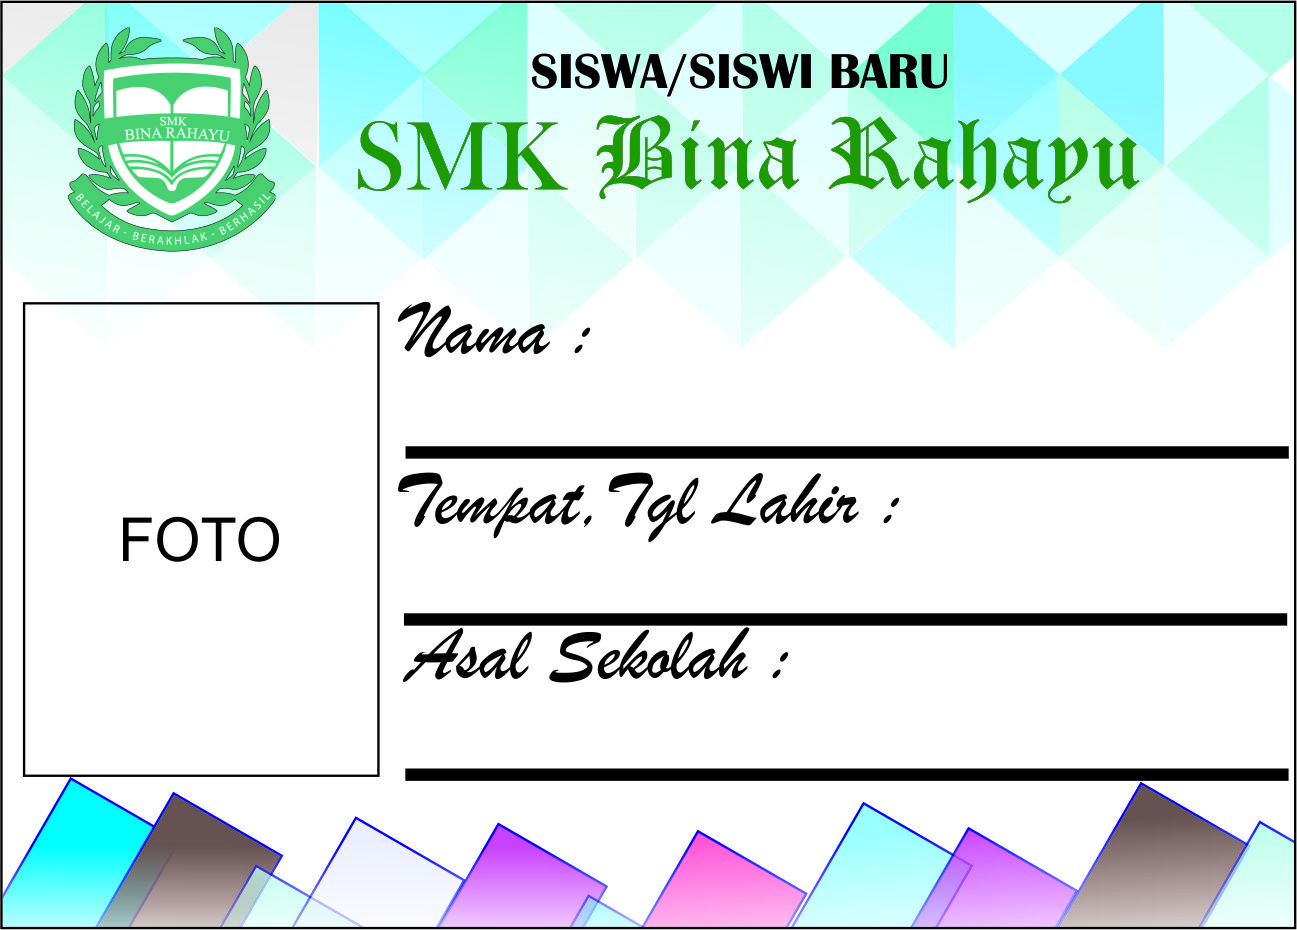 SISWA/SISWI BARU
SMK Bina Rahayu
SMK
BINA RAHAYU
BELAJAR - BERAKHLAK - BERHASIL
FOTO
Nama :
Tempat,Tgl Lahir :
Asal Sekolah :